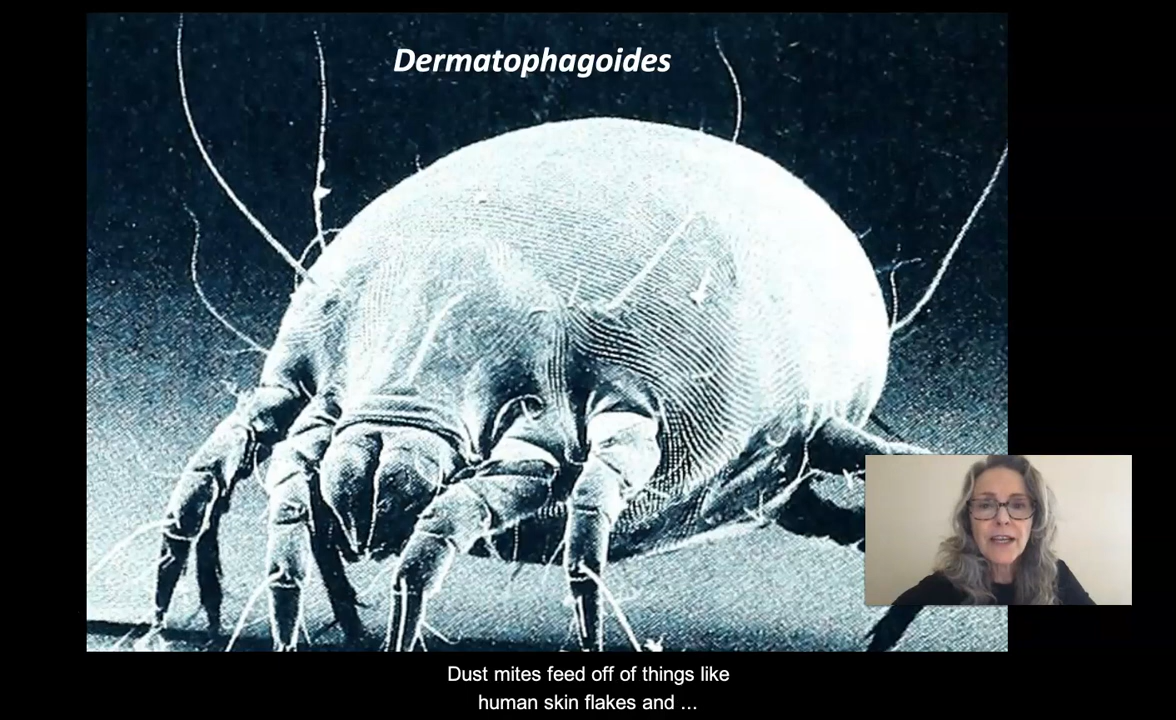 Dermatophagoides
Dust mites feed off of things like
human skin flakes and ...